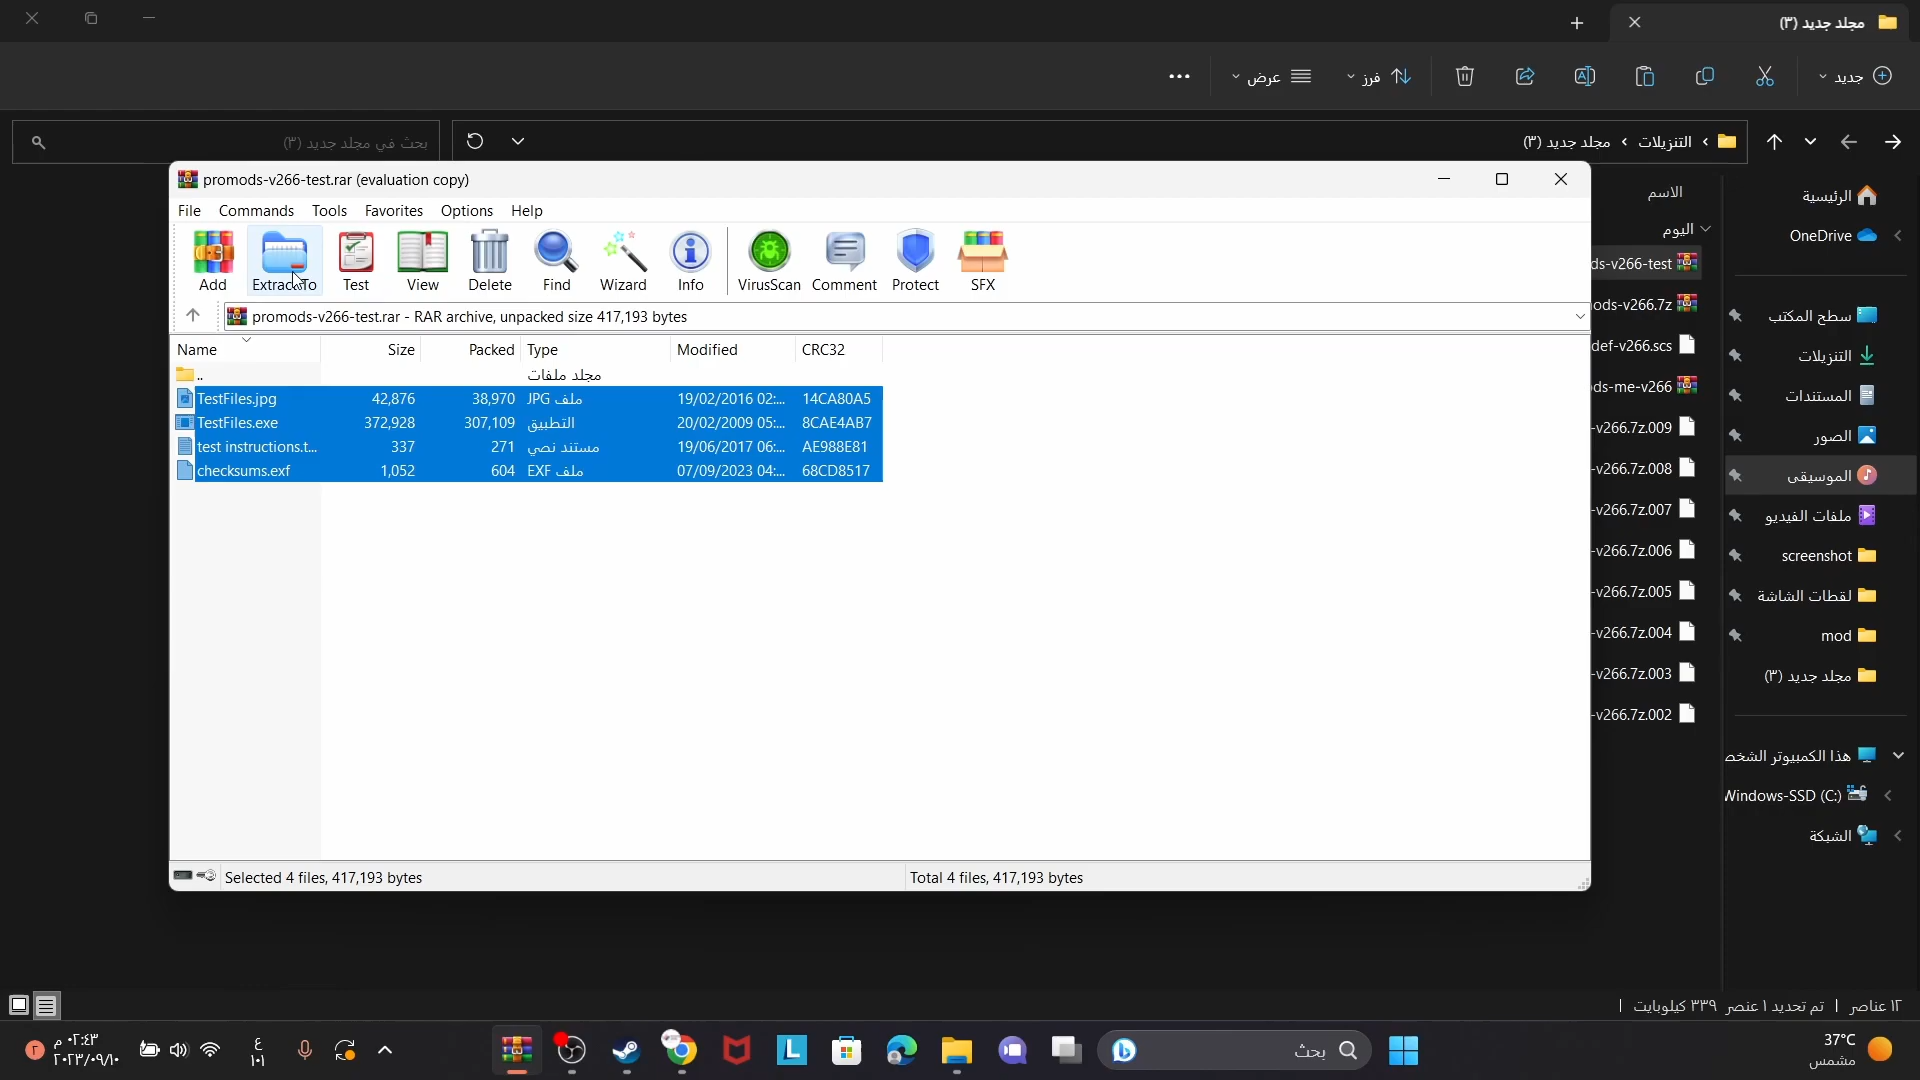 مجلد جديد (٣)
جديد
فرز
عرض
التنزيلات
مجلد جديد (٣)
بحث في مجلد جديد (٣)
promods-v266-test.rar (evaluation copy)
File Commands Tools Favorites Options Help
Add
Extract To
Test
View
Delete
Find
Wizard
Info
VirusScan
Comment
Protect
SFX
promods-v266-test.rar - RAR archive, unpacked size 417,193 bytes
Name Size Packed Type Modified CRC32
.. مجلد ملفات
TestFiles.jpg 42,876 38,970 ملف JPG 19/02/2016 02:... 14CA80A5
TestFiles.exe 372,928 307,109 التطبيق 20/02/2009 05:... 8CAE4AB7
test instructions.t... 337 271 مستند نصي 19/06/2017 06:... AE988E81
checksums.exf 1,052 604 ملف EXF 07/09/2023 04:... 68CD8517
Selected 4 files, 417,193 bytes
Total 4 files, 417,193 bytes
الاسم
اليوم
ds-v266-test
ods-v266.7z
def-v266.scs
ds-me-v266
-v266.7z.009
-v266.7z.008
-v266.7z.007
-v266.7z.006
-v266.7z.005
-v266.7z.004
-v266.7z.003
-v266.7z.002
الرئيسية
OneDrive
سطح المكتب
التنزيلات
المستندات
الصور
الموسيقى
ملفات الفيديو
screenshot
لقطات الشاشة
mod
مجلد جديد (٣)
هذا الكمبيوتر الشخص
Windows-SSD (C:)
الشبكة
١٢ عناصر
تم تحديد ١ عنصر ٣٣٩ كيلوبايت
37°C
مشمس
بحث
ع
١٠١
٠٢:٤٣ م
٢٠٢٣/٠٩/١٠
٢